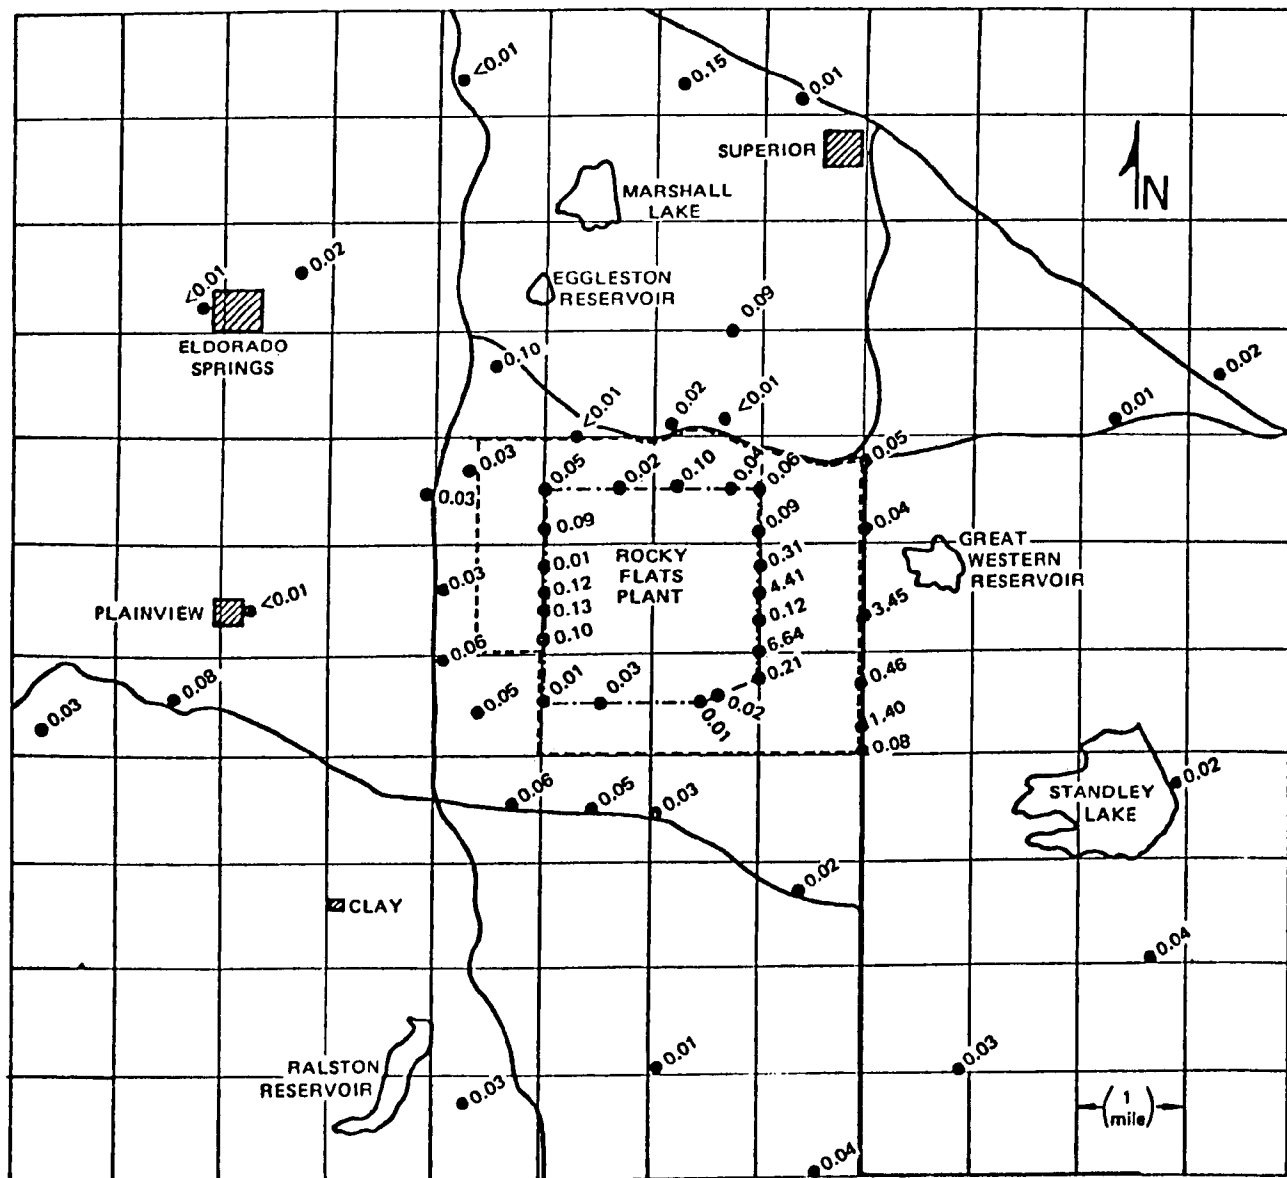 <0.01
0.15
0.01
SUPERIOR
N
MARSHALL
LAKE
0.02
<0.01
EGGLESTON
RESERVOIR
0.09
ELDORADO
SPRINGS
0.10
0.02
<0.01
0.02
<0.01
0.01
0.03
0.03
0.05
0.02
0.10
0.04
0.06
0.05
0.09
0.09
0.04
ROCKY
FLATS
PLANT
GREAT
WESTERN
RESERVOIR
0.01
0.31
0.03
0.12
4.41
PLAINVIEW
<0.01
0.13
0.12
3.45
0.10
6.64
0.06
0.21
0.46
0.08
0.03
0.05
0.01
0.03
0.01
0.02
1.40
0.08
STANDLEY
LAKE
0.02
0.06
0.05
0.03
0.02
CLAY
0.04
RALSTON
RESERVOIR
0.03
0.01
0.03
1
mile
0.04